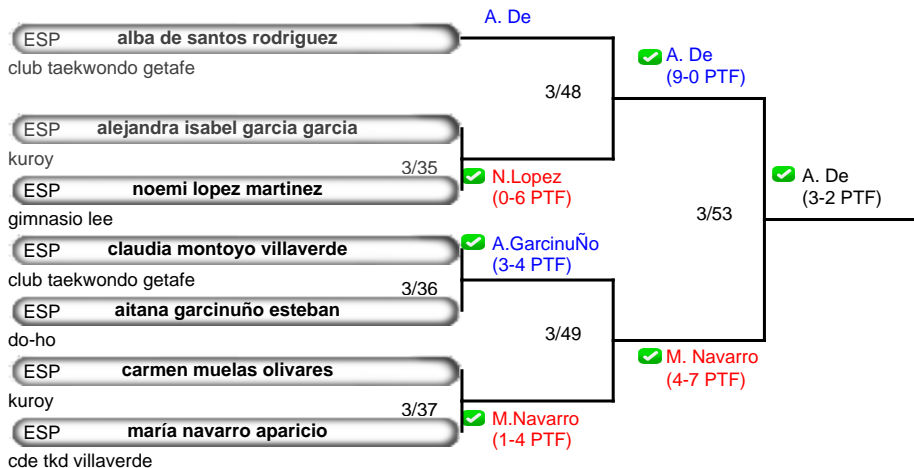 A. De
ESP alba de santos rodriguez
club taekwondo getafe
A. De
(9-0 PTF)
3/48
ESP alejandra isabel garcia garcia
kuroy
3/35
N.Lopez
(0-6 PTF)
ESP noemi lopez martinez
gimnasio lee
A. De
(3-2 PTF)
3/53
ESP claudia montoyo villaverde
club taekwondo getafe
A.GarcinuÑo
(3-4 PTF)
3/36
ESP aitana garcinuño esteban
do-ho
3/49
ESP carmen muelas olivares
kuroy
M. Navarro
(4-7 PTF)
3/37
M.Navarro
(1-4 PTF)
ESP maría navarro aparicio
cde tkd villaverde